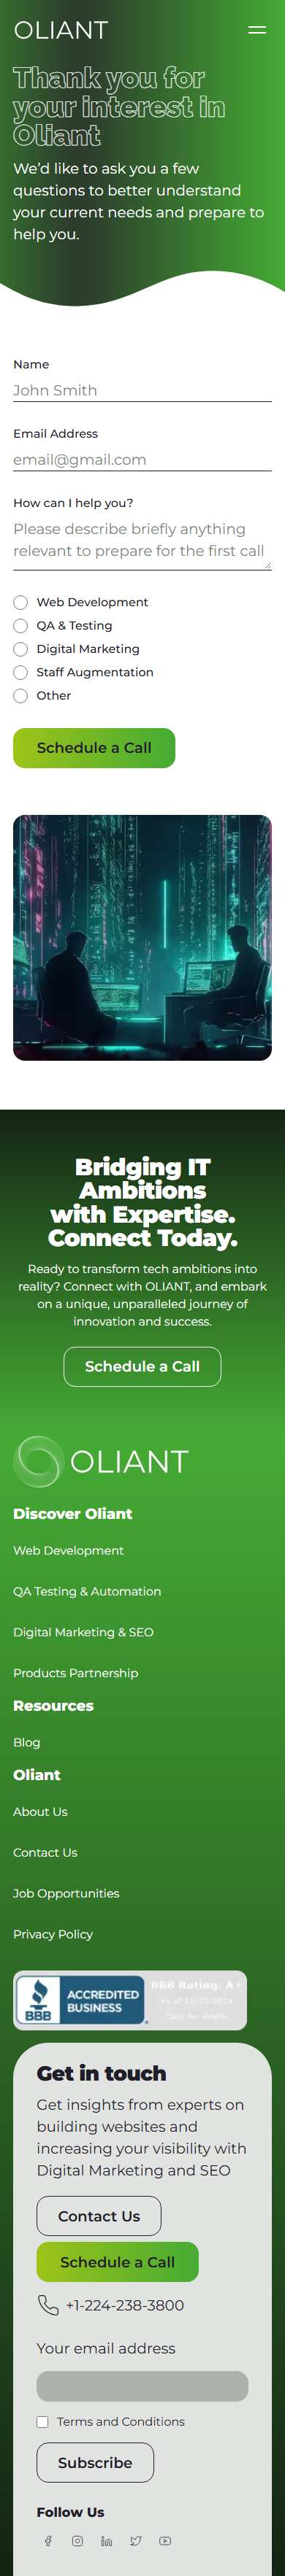 OLIANT
Thank you for
your interest in
Oliant
We'd like to ask you a few
questions to better understand
your current needs and prepare to
help you.
Name
John Smith
Email Address
email@gmail.com
How can I help you?
Please describe briefly anything
relevant to prepare for the first call
Web Development
QA & Testing
Digital Marketing
Staff Augmentation
Other
Schedule a Call
Bridging IT
Ambitions
with Expertise.
Connect Today.
Ready to transform tech ambitions into
reality? Connect with OLIANT, and embark
on a unique, unparalleled journey of
innovation and success.
Schedule a Call
OLIANT
Discover Oliant
Web Development
QA Testing & Automation
Digital Marketing & SEO
Products Partnership
Resources
Blog
Oliant
About Us
Contact Us
Job Opportunities
Privacy Policy
BBB
ACCREDITED
BUSINESS
BBB Rating: A+
Get in touch
Get insights from experts on
building websites and
increasing your visibility with
Digital Marketing and SEO
Contact Us
Schedule a Call
+1-224-238-3800
Your email address
Terms and Conditions
Subscribe
Follow Us